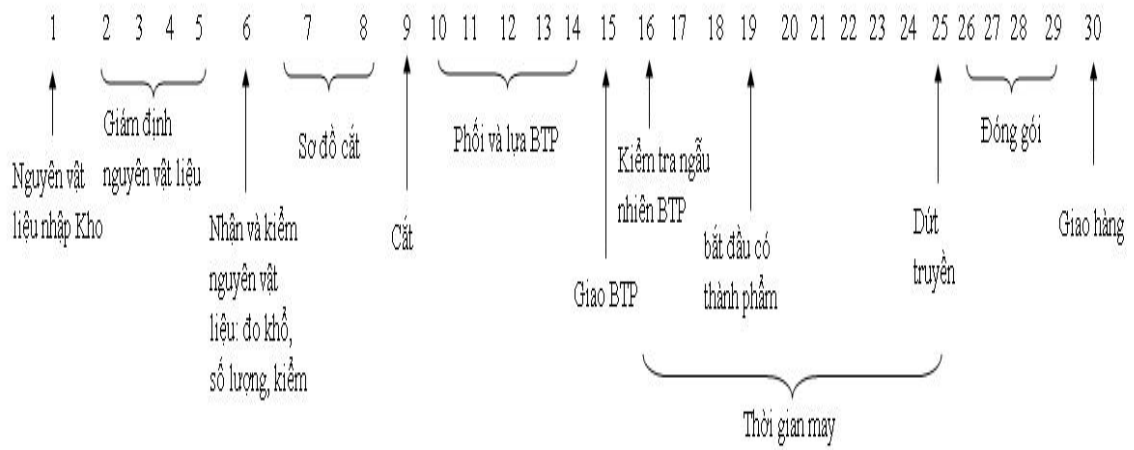 1 2 3 4 5 6 7 8 9 10 11 12 13 14 15 16 17 18 19 20 21 22 23 24 25 26 27 28 29 30
Nguyên vật
liệu nhập Kho
Giám định
nguyên vật liệu
Nhận và kiểm
nguyên vật
liệu: đo khổ,
số lượng, kiểm
Sơ đồ cắt
Cắt
Phối và lựa BTP
Giao BTP
Kiểm tra ngẫu
nhiên BTP
bắt đầu có
thành phẩm
Dứt
truyền
Đóng gói
Giao hàng
Thời gian may